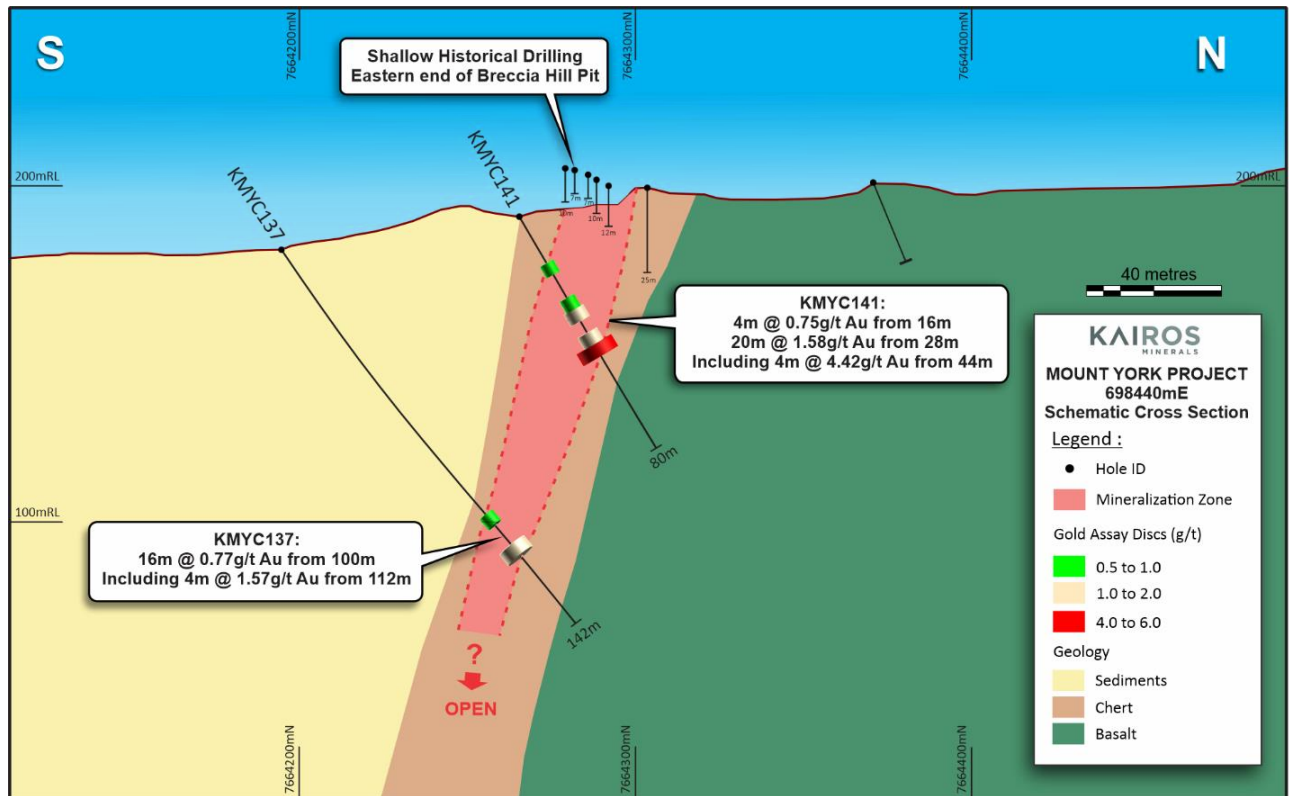 S
N
7664200mN
7664300mN
7664400mN
Shallow Historical Drilling
Eastern end of Breccia Hill Pit
KMYC137
KMYC141
200mRL
200mRL
10m
7m
7m
10m
12m
25m
40 metres
KMYC141:
4m @ 0.75g/t Au from 16m
20m @ 1.58g/t Au from 28m
Including 4m @ 4.42g/t Au from 44m
80m
100mRL
KMYC137:
16m @ 0.77g/t Au from 100m
Including 4m @ 1.57g/t Au from 112m
142m
?
OPEN
7664200mN
7664300mN
7664400mN
KAIROS
MINERALS
MOUNT YORK PROJECT
698440mE
Schematic Cross Section
Legend :
Hole ID
Mineralization Zone
Gold Assay Discs (g/t)
0.5 to 1.0
1.0 to 2.0
4.0 to 6.0
Geology
Sediments
Chert
Basalt